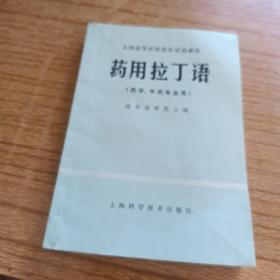 全国高等医药院校试用教材
药用拉丁语
(药学、中药专业用)
南京药学院主编
上海科学技术出版社